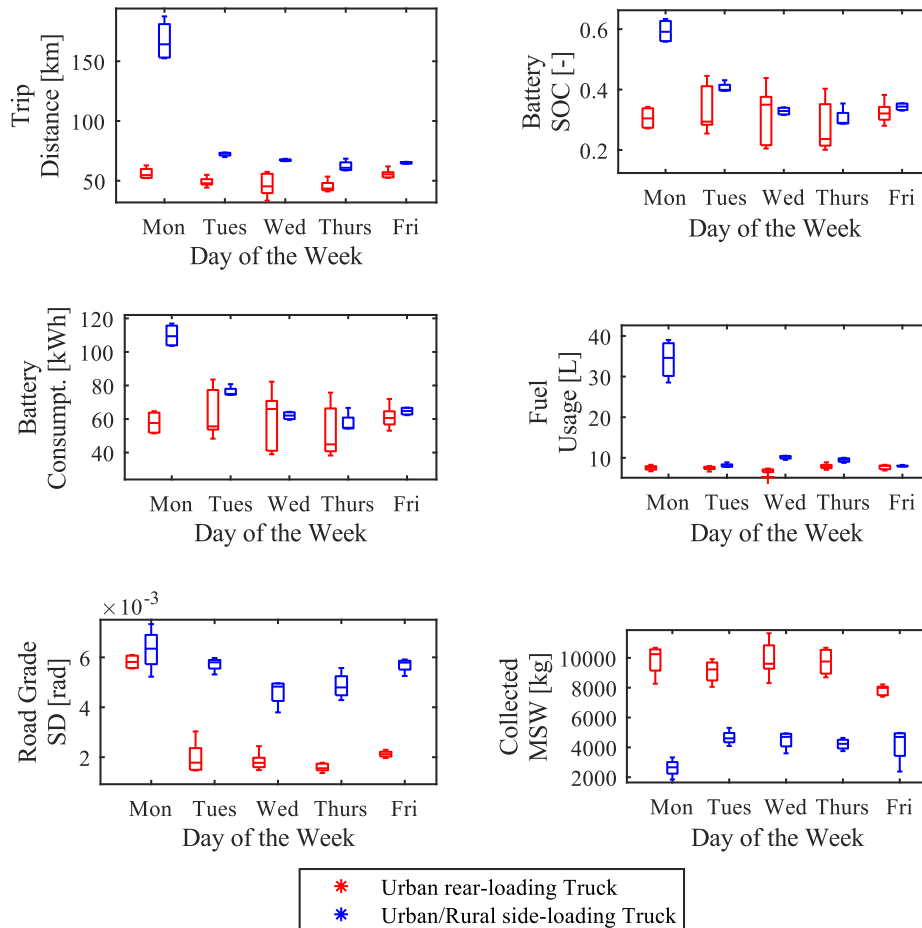 Trip
Distance [km]
150
100
50
Mon Tues Wed Thurs Fri
Day of the Week
Battery
SOC [-]
0.6
0.4
0.2
Mon Tues Wed Thurs Fri
Day of the Week
Battery
Consumpt. [kWh]
120
100
80
60
40
Mon Tues Wed Thurs Fri
Day of the Week
Fuel
Usage [L]
40
30
20
10
Mon Tues Wed Thurs Fri
Day of the Week
×10⁻³
Road Grade
SD [rad]
6
4
2
Mon Tues Wed Thurs Fri
Day of the Week
Collected
MSW [kg]
10000
8000
6000
4000
2000
Mon Tues Wed Thurs Fri
Day of the Week
Urban rear-loading Truck
Urban/Rural side-loading Truck